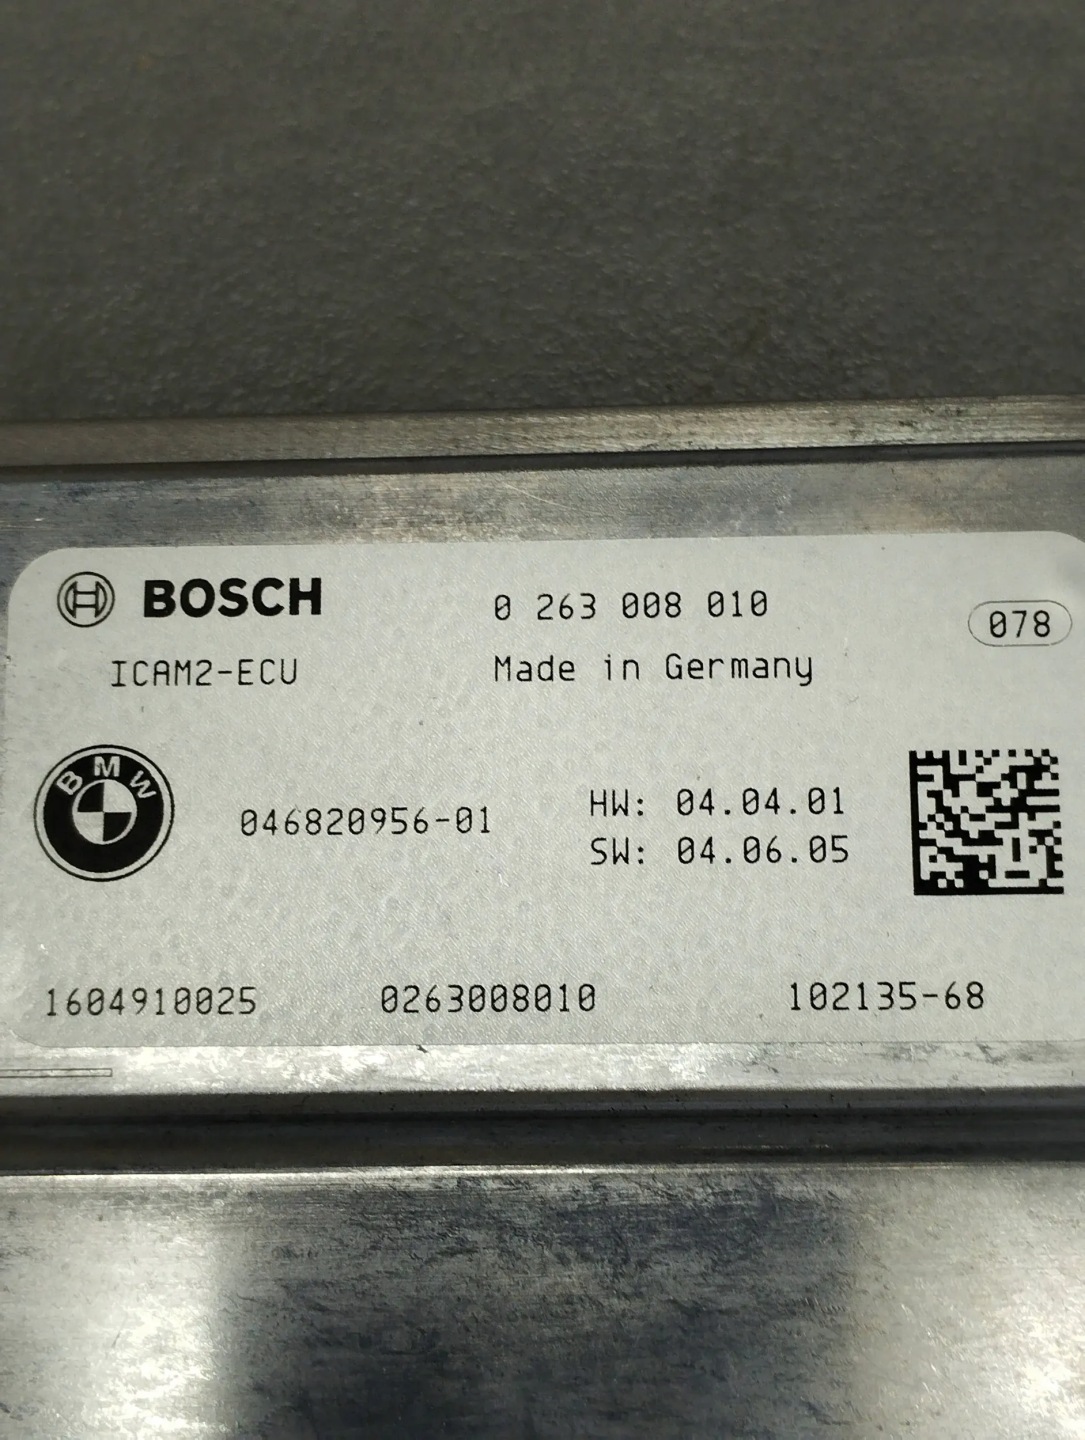 BOSCH 0 263 008 010 078
ICAM2-ECU Made in Germany
BMW
046820956-01 HW: 04.04.01
SW: 04.06.05
1604910025 0263008010 102135-68